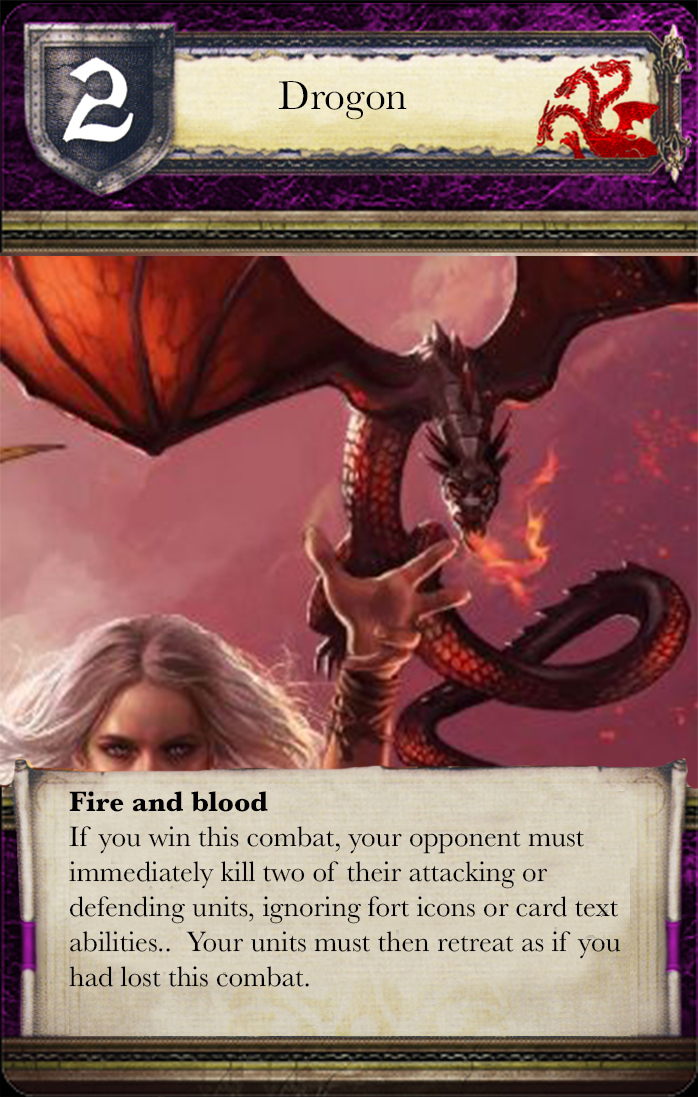 2
Drogon
Fire and blood
If you win this combat, your opponent must
immediately kill two of their attacking or
defending units, ignoring fort icons or card text
abilities..  Your units must then retreat as if you
had lost this combat.